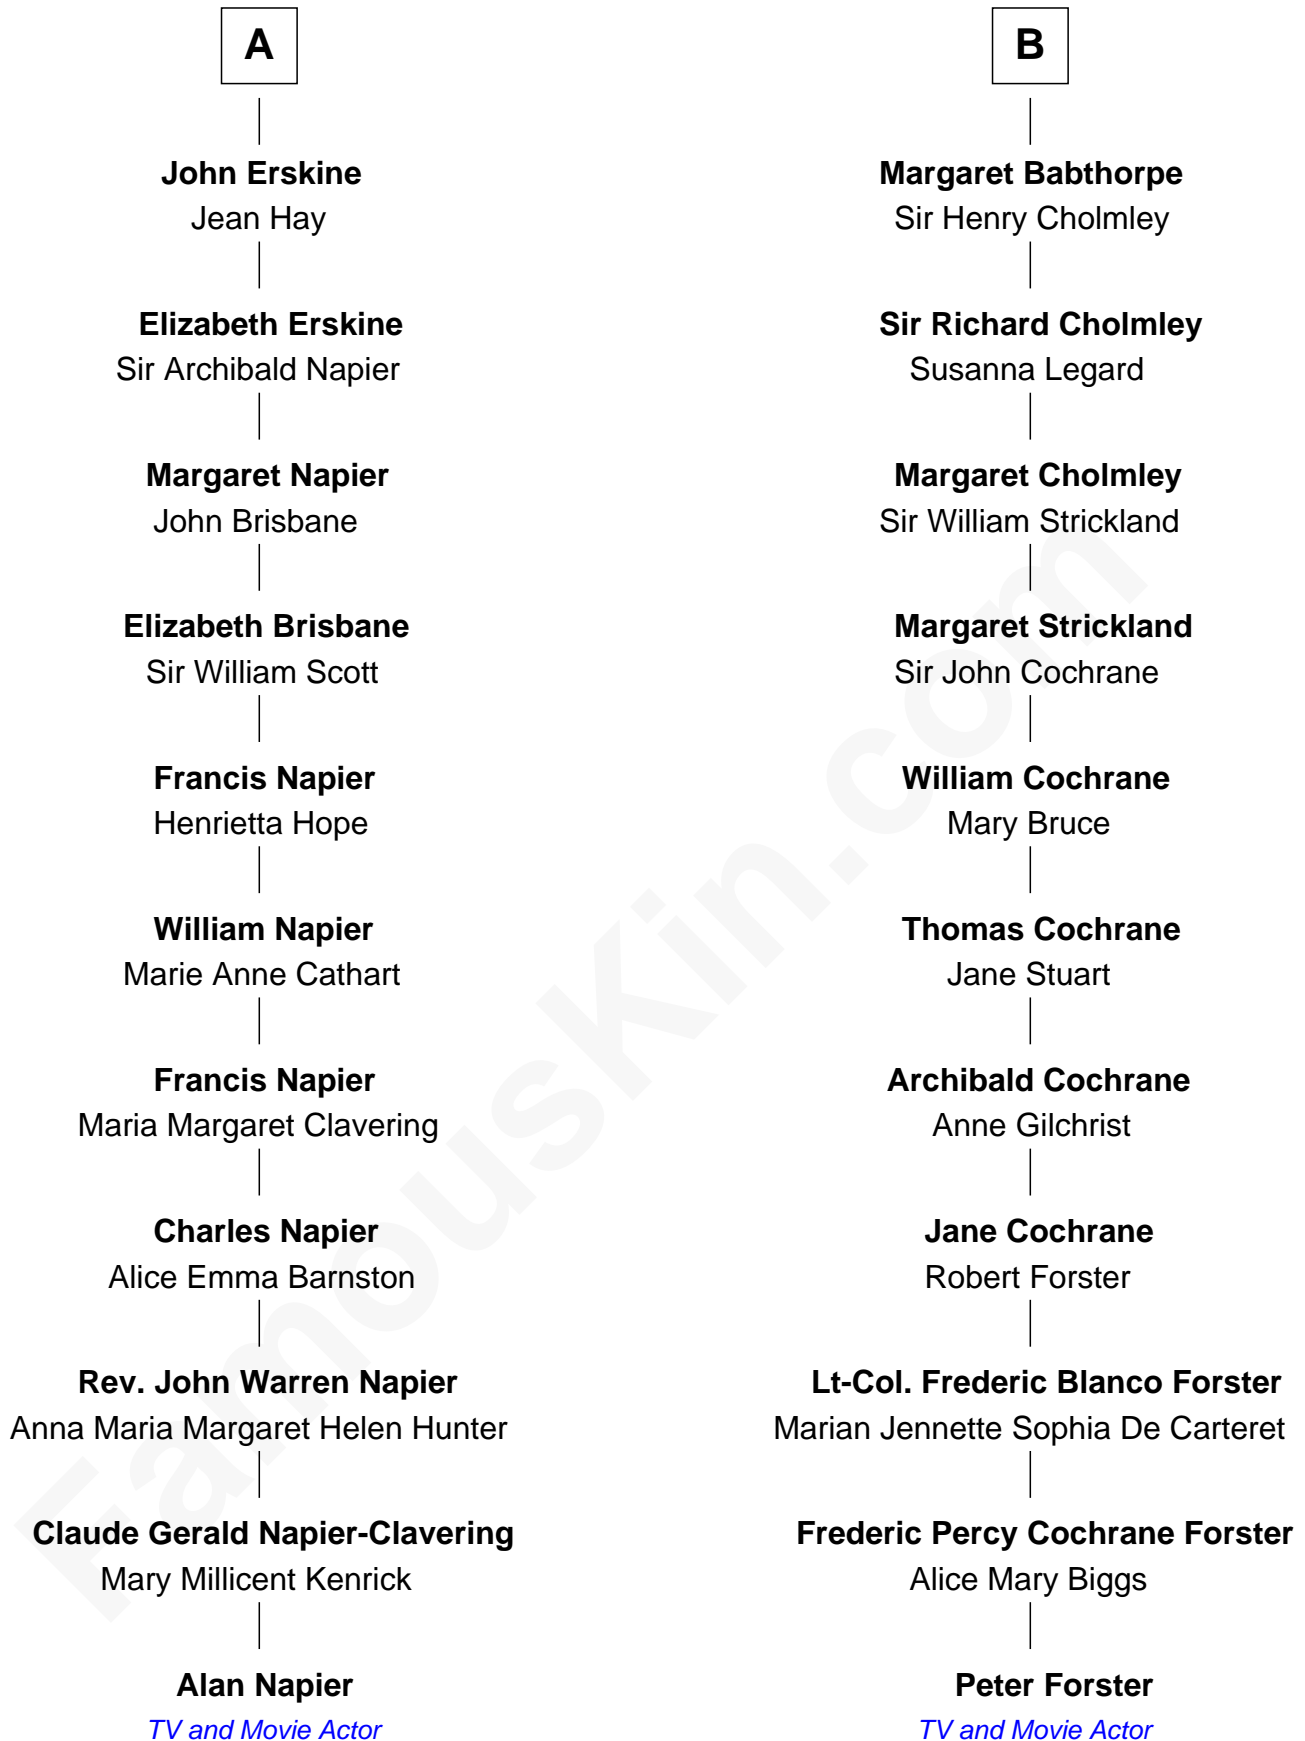 A
John Erskine
Jean Hay
Elizabeth Erskine
Sir Archibald Napier
Margaret Napier
John Brisbane
Elizabeth Brisbane
Sir William Scott
Francis Napier
Henrietta Hope
William Napier
Marie Anne Cathart
Francis Napier
Maria Margaret Clavering
Charles Napier
Alice Emma Barnston
Rev. John Warren Napier
Anna Maria Margaret Helen Hunter
Claude Gerald Napier-Clavering
Mary Millicent Kenrick
Alan Napier
TV and Movie Actor
B
Margaret Babthorpe
Sir Henry Cholmley
Sir Richard Cholmley
Susanna Legard
Margaret Cholmley
Sir William Strickland
Margaret Strickland
Sir John Cochrane
William Cochrane
Mary Bruce
Thomas Cochrane
Jane Stuart
Archibald Cochrane
Anne Gilchrist
Jane Cochrane
Robert Forster
Lt-Col. Frederic Blanco Forster
Marian Jennette Sophia De Carteret
Frederic Percy Cochrane Forster
Alice Mary Biggs
Peter Forster
TV and Movie Actor
FamousKin.com